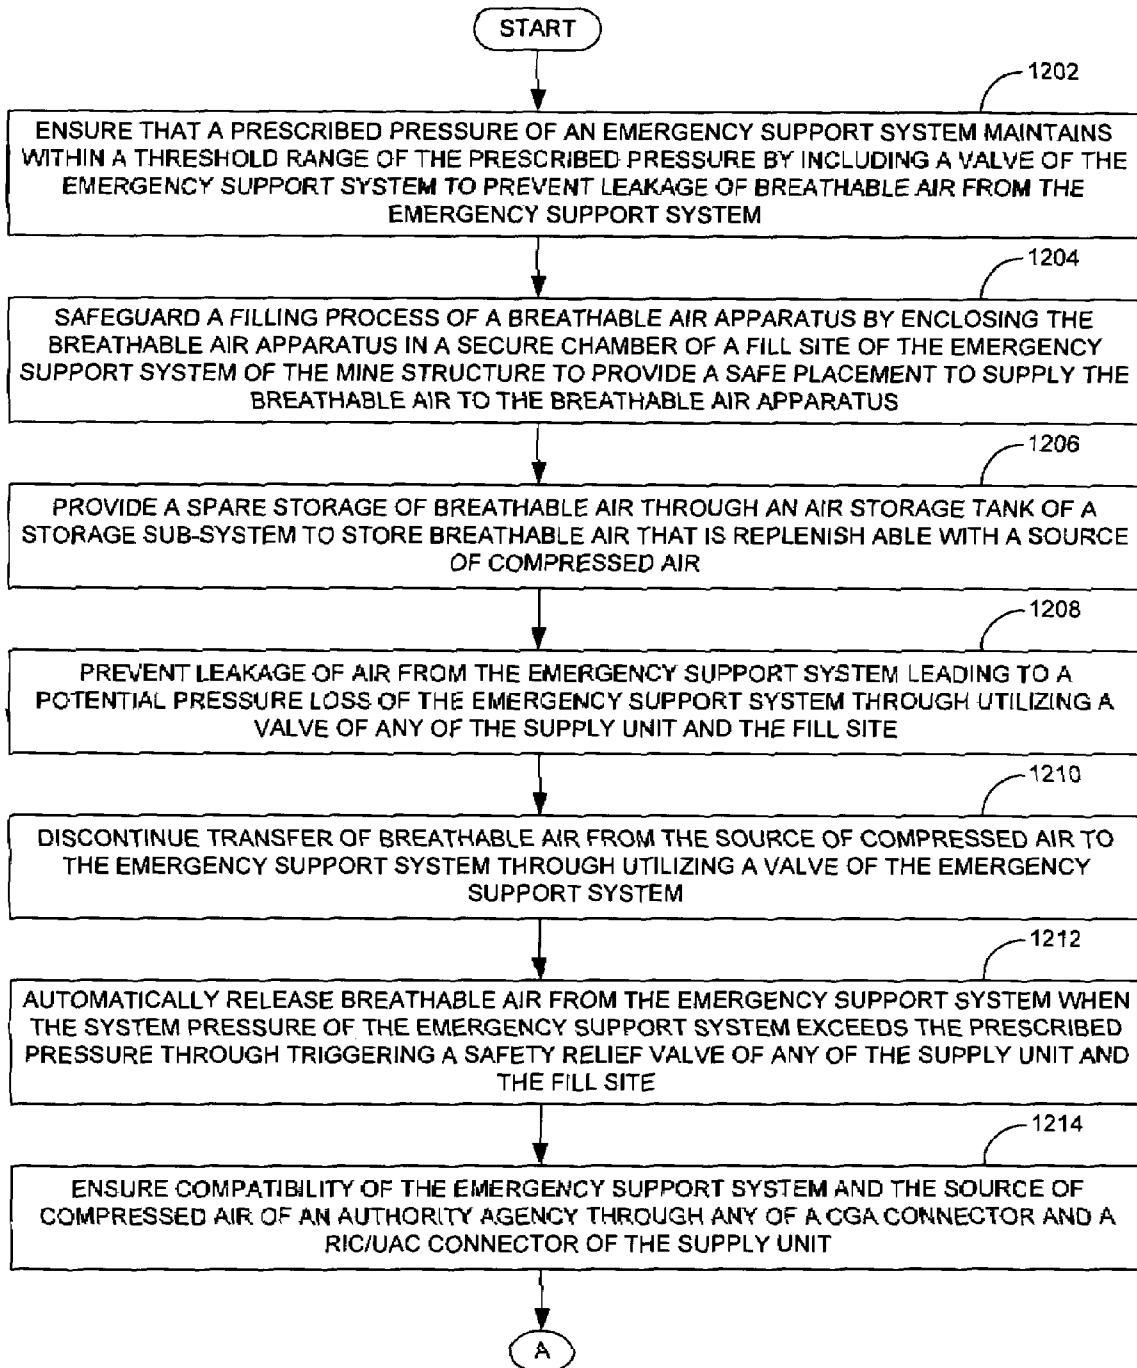 START
1202
ENSURE THAT A PRESCRIBED PRESSURE OF AN EMERGENCY SUPPORT SYSTEM MAINTAINS
WITHIN A THRESHOLD RANGE OF THE PRESCRIBED PRESSURE BY INCLUDING A VALVE OF THE
EMERGENCY SUPPORT SYSTEM TO PREVENT LEAKAGE OF BREATHABLE AIR FROM THE
EMERGENCY SUPPORT SYSTEM
1204
SAFEGUARD A FILLING PROCESS OF A BREATHABLE AIR APPARATUS BY ENCLOSING THE
BREATHABLE AIR APPARATUS IN A SECURE CHAMBER OF A FILL SITE OF THE EMERGENCY
SUPPORT SYSTEM OF THE MINE STRUCTURE TO PROVIDE A SAFE PLACEMENT TO SUPPLY THE
BREATHABLE AIR TO THE BREATHABLE AIR APPARATUS
1206
PROVIDE A SPARE STORAGE OF BREATHABLE AIR THROUGH AN AIR STORAGE TANK OF A
STORAGE SUB-SYSTEM TO STORE BREATHABLE AIR THAT IS REPLENISH ABLE WITH A SOURCE
OF COMPRESSED AIR
1208
PREVENT LEAKAGE OF AIR FROM THE EMERGENCY SUPPORT SYSTEM LEADING TO A
POTENTIAL PRESSURE LOSS OF THE EMERGENCY SUPPORT SYSTEM THROUGH UTILIZING A
VALVE OF ANY OF THE SUPPLY UNIT AND THE FILL SITE
1210
DISCONTINUE TRANSFER OF BREATHABLE AIR FROM THE SOURCE OF COMPRESSED AIR TO
THE EMERGENCY SUPPORT SYSTEM THROUGH UTILIZING A VALVE OF THE EMERGENCY
SUPPORT SYSTEM
1212
AUTOMATICALLY RELEASE BREATHABLE AIR FROM THE EMERGENCY SUPPORT SYSTEM WHEN
THE SYSTEM PRESSURE OF THE EMERGENCY SUPPORT SYSTEM EXCEEDS THE PRESCRIBED
PRESSURE THROUGH TRIGGERING A SAFETY RELIEF VALVE OF ANY OF THE SUPPLY UNIT AND
THE FILL SITE
1214
ENSURE COMPATIBILITY OF THE EMERGENCY SUPPORT SYSTEM AND THE SOURCE OF
COMPRESSED AIR OF AN AUTHORITY AGENCY THROUGH ANY OF A CGA CONNECTOR AND A
RIC/UAC CONNECTOR OF THE SUPPLY UNIT
A